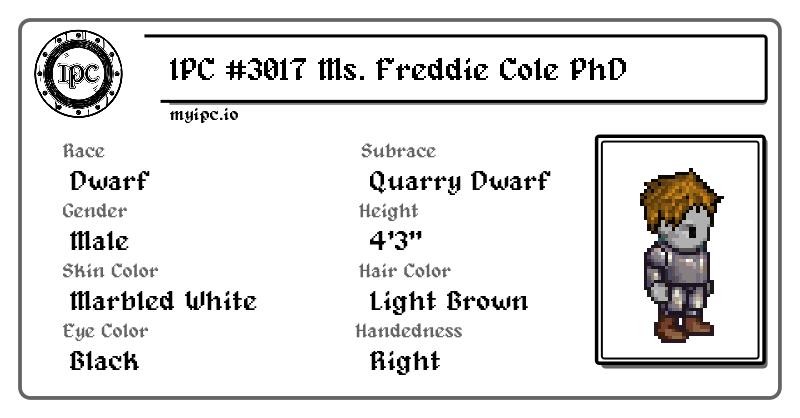 IPC
IPC #3017 Ms. Freddie Cole PhD
myipc.io
Race
Dwarf
Subrace
Quarry Dwarf
Gender
Male
Height
4'3"
Skin Color
Marbled White
Hair Color
Light Brown
Eye Color
Black
Handedness
Right